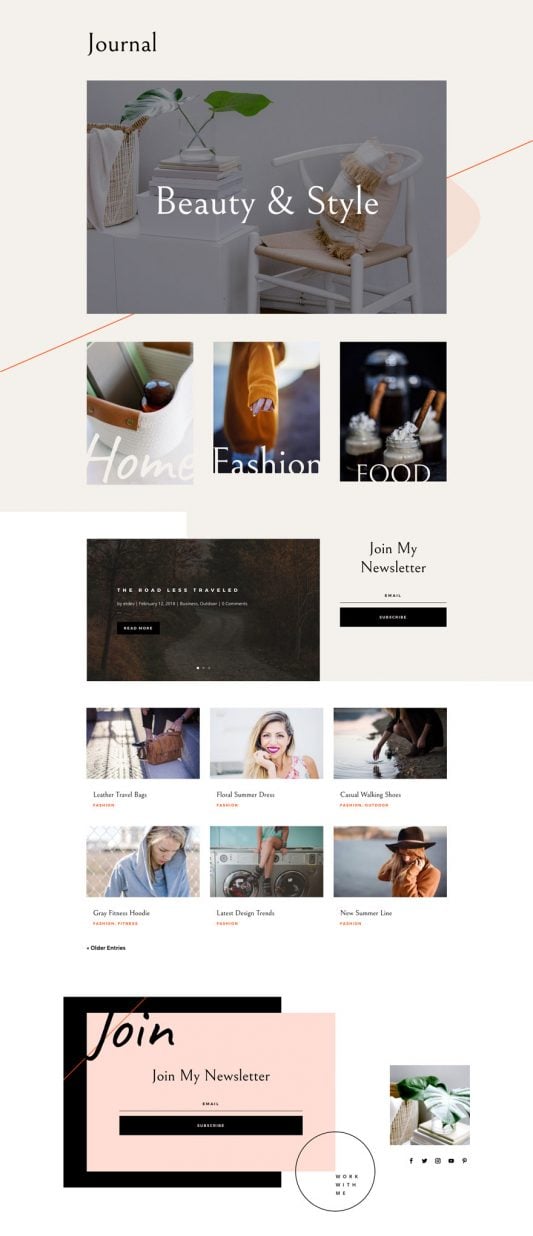 Journal
Beauty & Style
Home
Fashion
FOOD
THE ROAD LESS TRAVELED
by etdev | February 12, 2018 | Business, Outdoor | 0 Comments
...
READ MORE
Join My
Newsletter
EMAIL
SUBSCRIBE
Leather Travel Bags
FASHION
Floral Summer Dress
FASHION
Casual Walking Shoes
FASHION, OUTDOOR
Gray Fitness Hoodie
FASHION, FITNESS
Latest Design Trends
FASHION
New Summer Line
FASHION
« Older Entries
Join
Join My Newsletter
EMAIL
SUBSCRIBE
WORK
WITH
ME